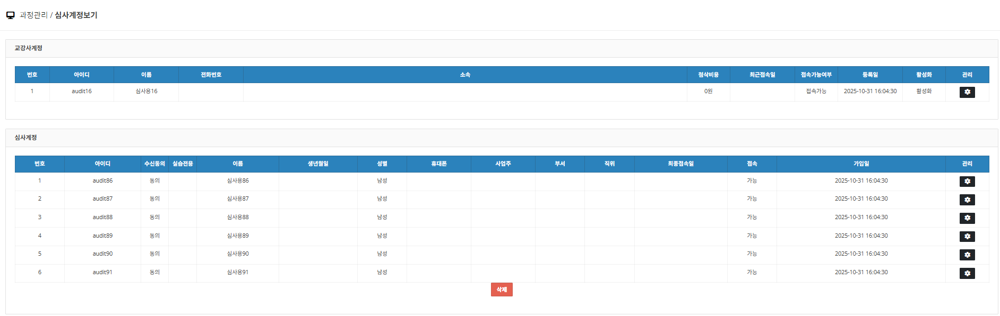 과정관리 / 심사계정보기
교강사계정
번호 아이디 이름 전화번호 소속 첨삭비용 최근접속일 접속가능여부 등록일 활성화 관리
1 audit16 심사용16 0원 접속가능 2025-10-31 16:04:30 활성화
심사계정
번호 아이디 수신동의 실습전용 이름 생년월일 성별 휴대폰 사업주 부서 직위 최종접속일 접속 가입일 관리
1 audit86 동의 심사용86 남성 가능 2025-10-31 16:04:30
2 audit87 동의 심사용87 남성 가능 2025-10-31 16:04:30
3 audit88 동의 심사용88 남성 가능 2025-10-31 16:04:30
4 audit89 동의 심사용89 남성 가능 2025-10-31 16:04:30
5 audit90 동의 심사용90 남성 가능 2025-10-31 16:04:30
6 audit91 동의 심사용91 남성 가능 2025-10-31 16:04:30
삭제